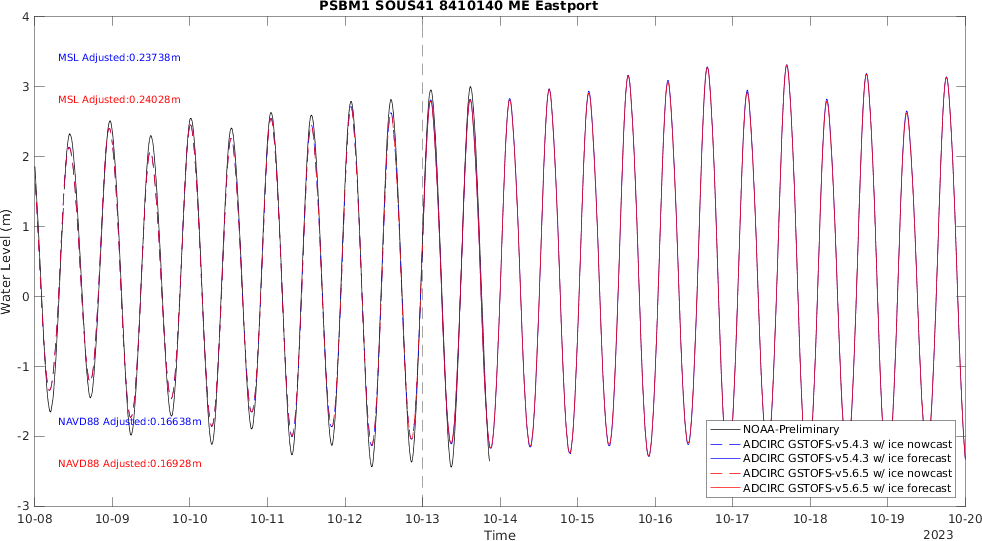 PSBM1 SOUS41 8410140 ME Eastport
4
3
2
1
0
-1
-2
-3
Water Level (m)
MSL Adjusted:0.23738m
MSL Adjusted:0.24028m
NAVD88 Adjusted:0.16638m
NAVD88 Adjusted:0.16928m
NOAA-Preliminary
ADCIRC GSTOFS-v5.4.3 w/ ice nowcast
ADCIRC GSTOFS-v5.4.3 w/ ice forecast
ADCIRC GSTOFS-v5.6.5 w/ ice nowcast
ADCIRC GSTOFS-v5.6.5 w/ ice forecast
10-08 10-09 10-10 10-11 10-12 10-13 10-14 10-15 10-16 10-17 10-18 10-19 10-20
Time
2023